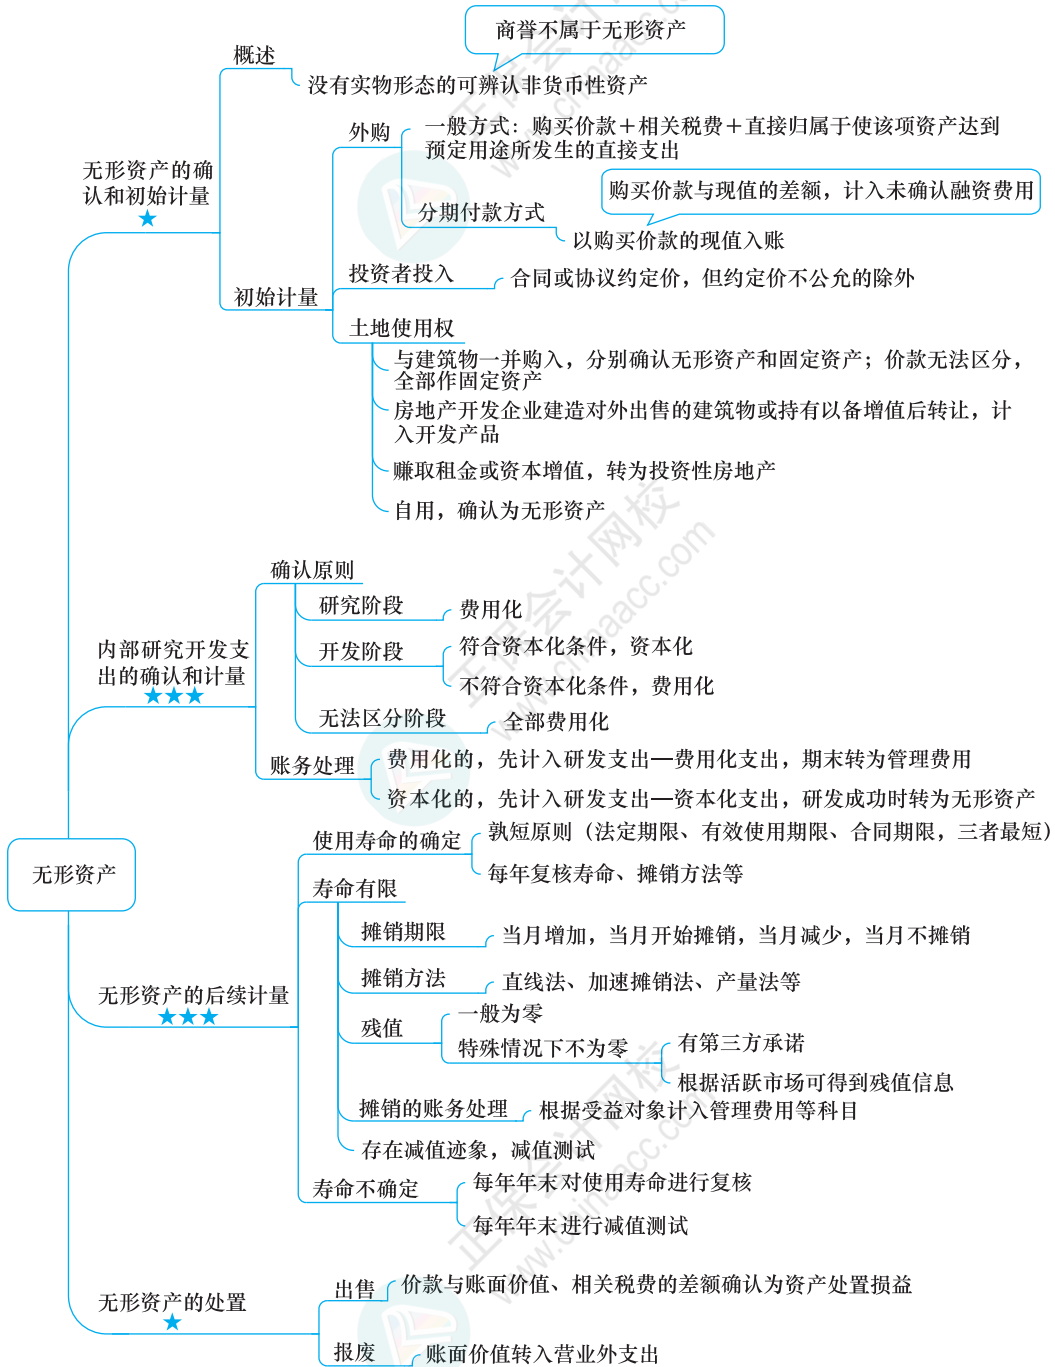 商誉不属于无形资产
概述
没有实物形态的可辨认非货币性资产
外购
一般方式：购买价款＋相关税费＋直接归属于使该项资产达到
预定用途所发生的直接支出
无形资产的确
认和初始计量
购买价款与现值的差额，计入未确认融资费用
分期付款方式
以购买价款的现值入账
投资者投入
合同或协议约定价，但约定价不公允的除外
初始计量
土地使用权
与建筑物一并购入，分别确认无形资产和固定资产；价款无法区分，
全部作固定资产
房地产开发企业建造对外出售的建筑物或持有以备增值后转让，计
入开发产品
赚取租金或资本增值，转为投资性房地产
自用，确认为无形资产
确认原则
研究阶段
费用化
内部研究开发支
出的确认和计量
开发阶段
符合资本化条件，资本化
不符合资本化条件，费用化
无法区分阶段
全部费用化
账务处理
费用化的，先计入研发支出—费用化支出，期末转为管理费用
资本化的，先计入研发支出—资本化支出，研发成功时转为无形资产
无形资产
使用寿命的确定
孰短原则（法定期限、有效使用期限、合同期限，三者最短）
每年复核寿命、摊销方法等
寿命有限
摊销期限
当月增加，当月开始摊销，当月减少，当月不摊销
摊销方法
直线法、加速摊销法、产量法等
无形资产的后续计量
残值
一般为零
特殊情况下不为零
有第三方承诺
根据活跃市场可得到残值信息
摊销的账务处理
根据受益对象计入管理费用等科目
存在减值迹象，减值测试
寿命不确定
每年年末对使用寿命进行复核
每年年末进行减值测试
无形资产的处置
出售
价款与账面价值、相关税费的差额确认为资产处置损益
报废
账面价值转入营业外支出
正保会计网校
www.chinaacc.com
正保会计网校
www.chinaacc.com
正保会计网校
www.chinaacc.com